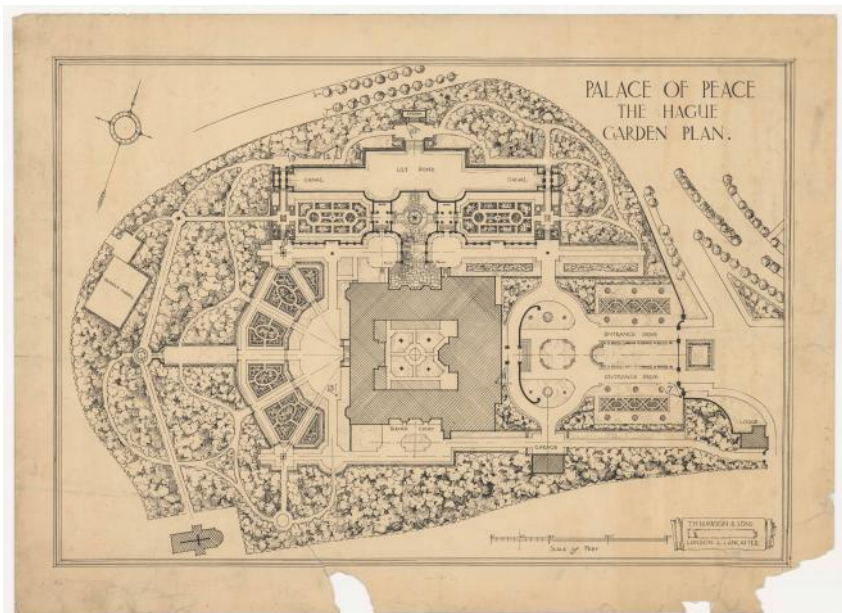 PALACE OF PEACE
THE HAGUE
GARDEN PLAN.
CANAL
LILY POND
CANAL
ENTRANCE DRIVE
ENTRANCE DRIVE
LODGE
GARAGE
SCALE OF FEET
T. H. MAWSON & SONS
LONDON & LANCASTER